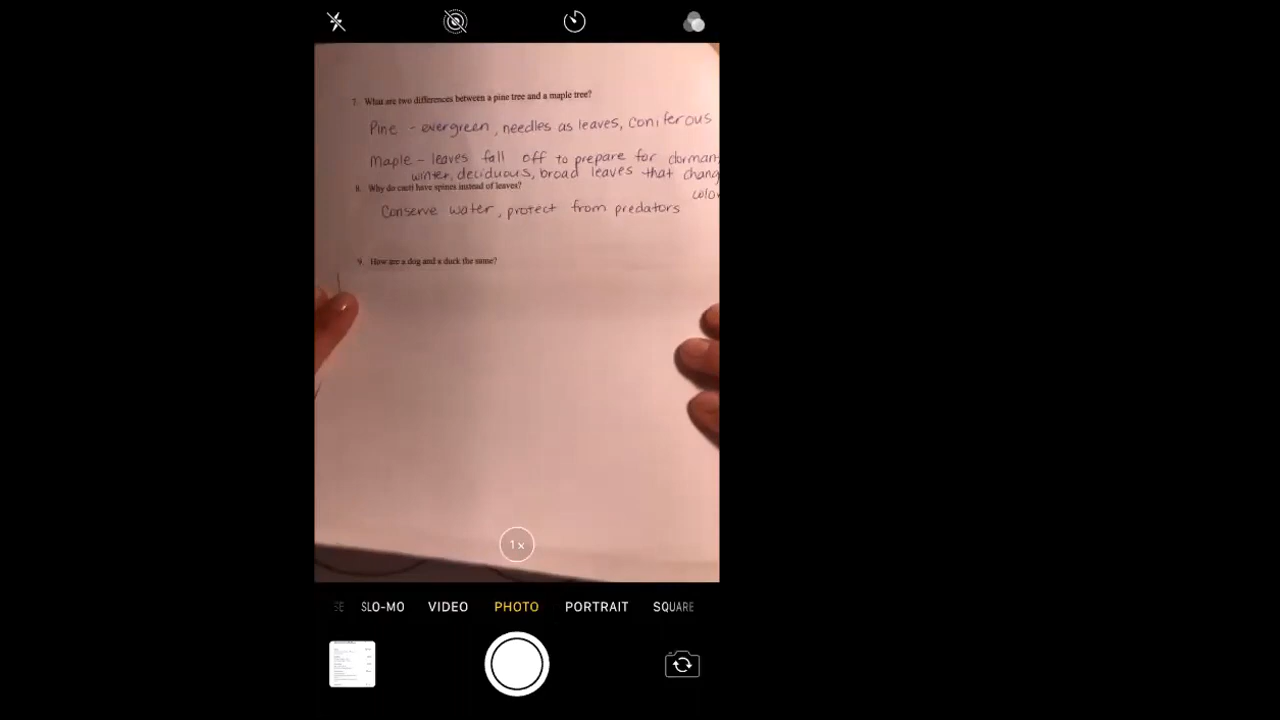 7. What are two differences between a pine tree and a maple tree?
Pine - evergreen, needles as leaves, coniferous
Maple - leaves fall off to prepare for dorman
winter, deciduous, broad leaves that chang
8. Why do cacti have spines instead of leaves?
colo
Conserve water, protect from predators
9. How are a dog and a duck the same?
1x
SLO-MO VIDEO PHOTO PORTRAIT SQUARE